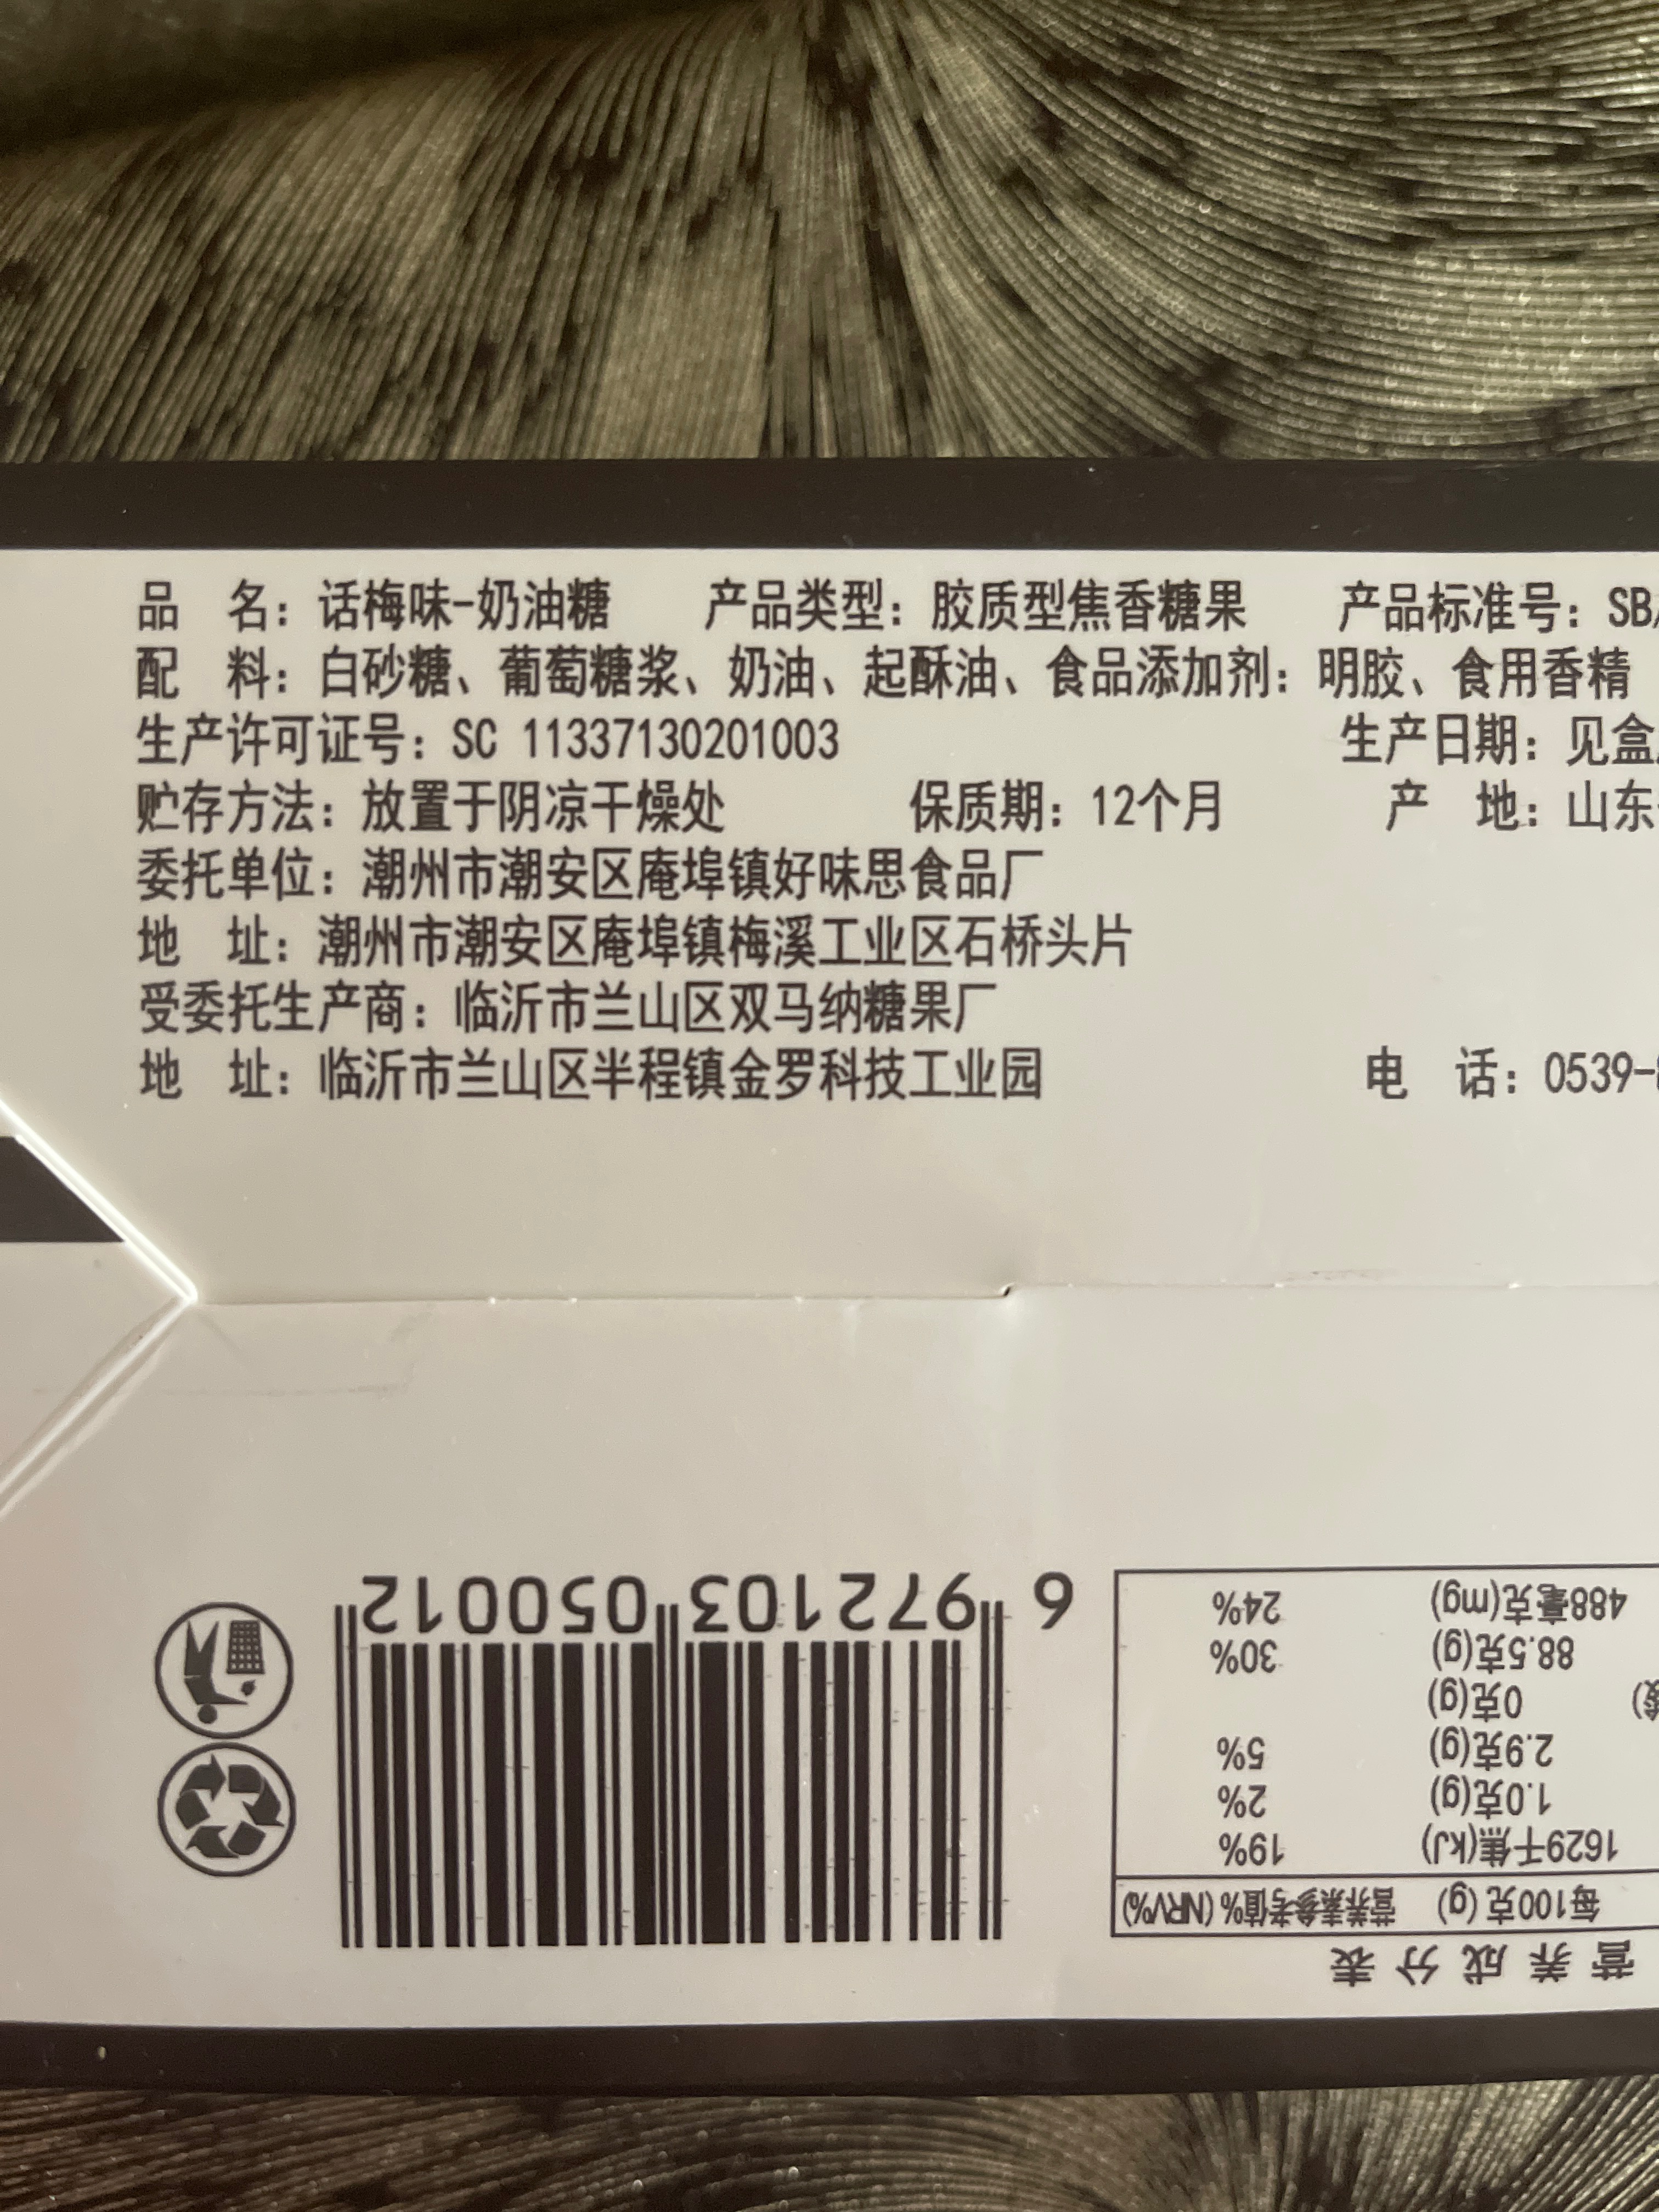 品 名：话梅味-奶油糖 产品类型：胶质型焦香糖果 产品标准号：SB/
配 料：白砂糖、葡萄糖浆、奶油、起酥油、食品添加剂：明胶、食用香精
生产许可证号：SC 11337130201003 生产日期：见盒
贮存方法：放置于阴凉干燥处 保质期：12个月 产 地：山东
委托单位：潮州市潮安区庵埠镇好味思食品厂
地 址：潮州市潮安区庵埠镇梅溪工业区石桥头片
受委托生产商：临沂市兰山区双马纳糖果厂
地 址：临沂市兰山区半程镇金罗科技工业园 电 话：0539-8
营养成分表
每100克(g) 营养素参考值%(NRV%)
1629千焦(kJ) 19%
1.0克(g) 2%
2.9克(g) 5%
0克(g)
88.5克(g) 30%
488毫克(mg) 24%
6 972103 050012